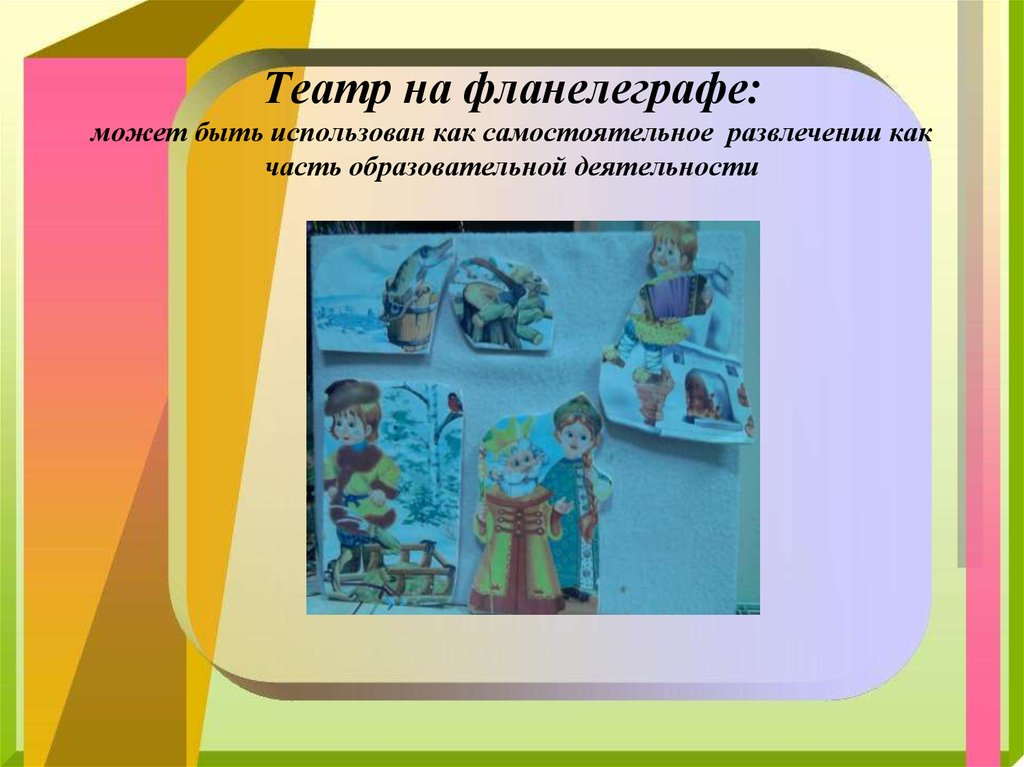 Театр на фланелеграфе:
может быть использован как самостоятельное развлечении как
часть образовательной деятельности